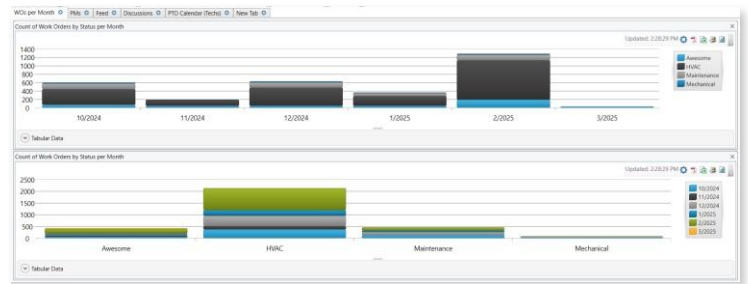 WOs per Month PMs Feed Discussions PTO Calendar (Techs) New Tab
Count of Work Orders by Status per Month
Updated: 2:28:29 PM
1400
1200
1000
800
600
400
200
0
10/2024 11/2024 12/2024 1/2025 2/2025 3/2025
Awesome
HVAC
Maintenance
Mechanical
Tabular Data
Count of Work Orders by Status per Month
Updated: 2:28:29 PM
2500
2000
1500
1000
500
0
Awesome HVAC Maintenance Mechanical
10/2024
11/2024
12/2024
1/2025
2/2025
3/2025
Tabular Data